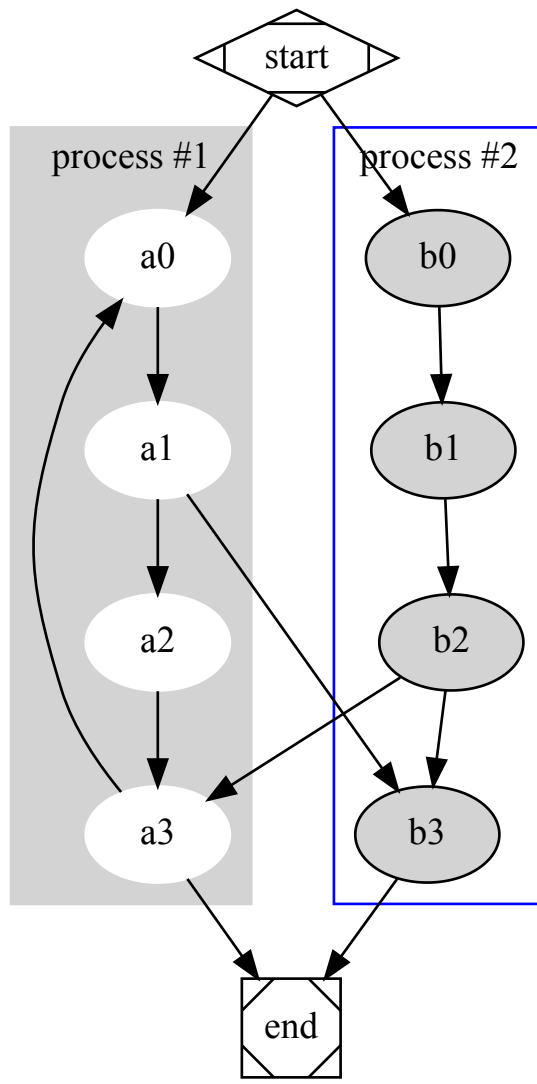 start
process #1
process #2
a0
b0
a1
b1
a2
b2
a3
b3
end